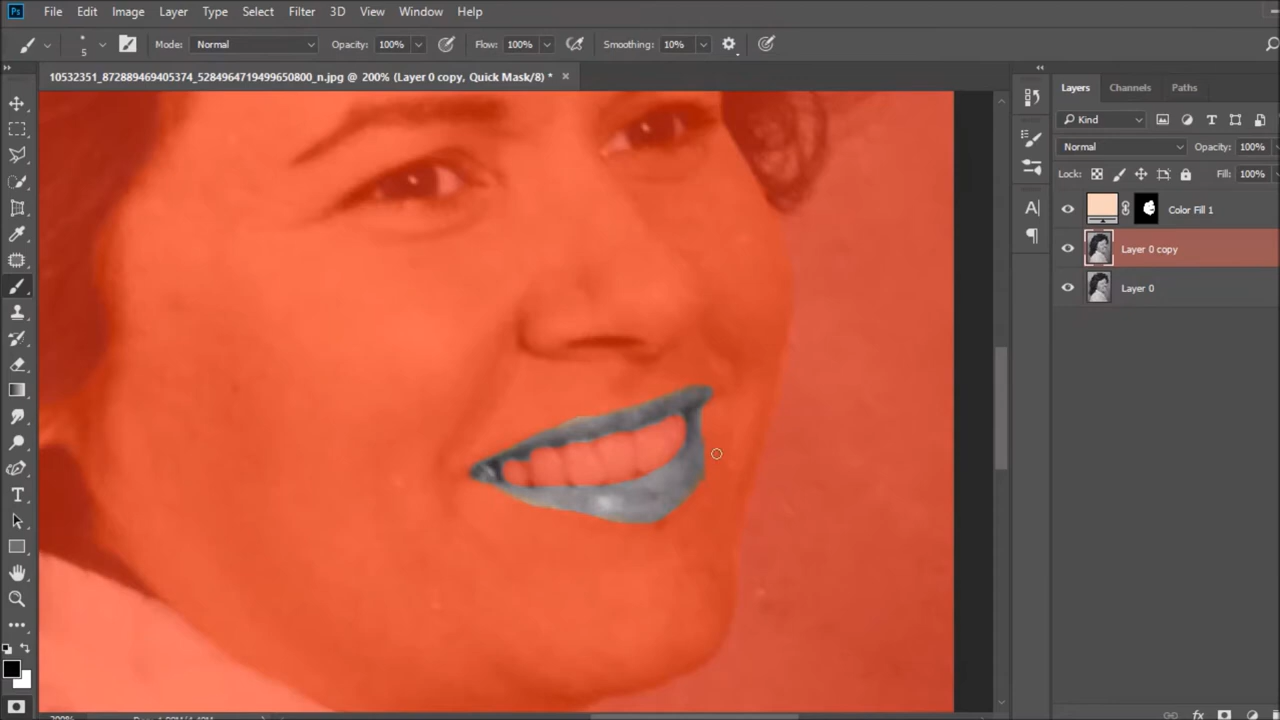 Ps File Edit Image Layer Type Select Filter 3D View Window Help
5 Mode: Normal Opacity: 100% Flow: 100% Smoothing: 10%
10532351_872889469405374_5284964719499650800_n.jpg @ 200% (Layer 0 copy, Quick Mask/8) *
Layers Channels Paths
Kind
Normal Opacity: 100%
Lock: Fill: 100%
Color Fill 1
Layer 0 copy
Layer 0